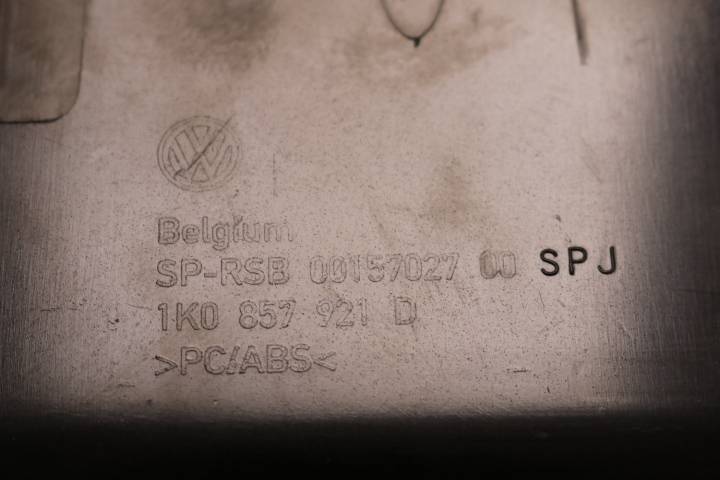 Belgium
SP-RSB 00157027 00 SPJ
1K0 857 921 D
>PC/ABS<